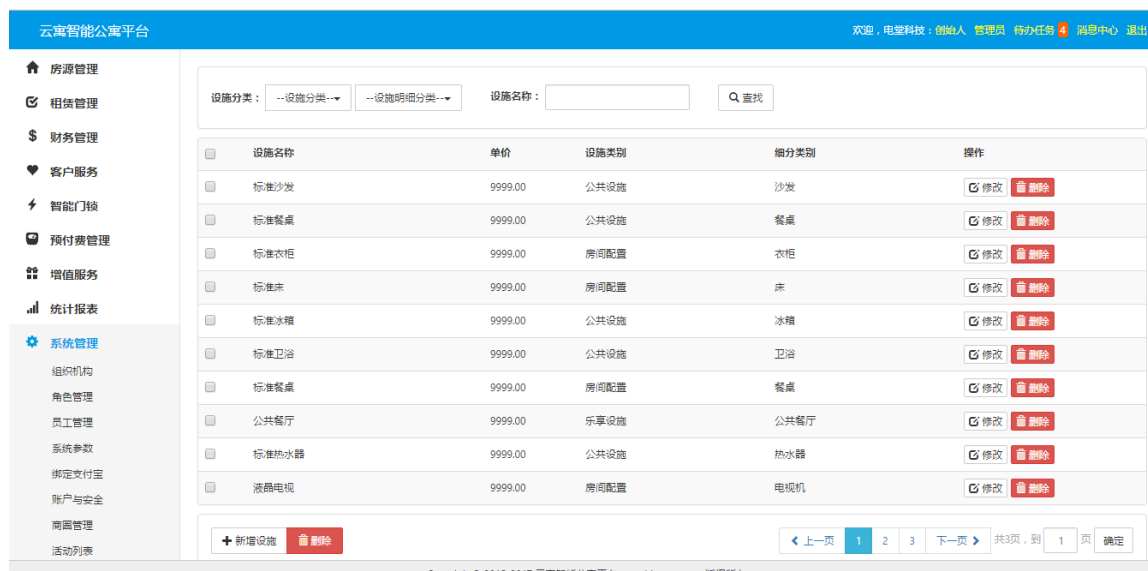 云寓智能公寓平台
欢迎，电堂科技：创始人 管理员 待办任务 4 消息中心 退出
房源管理
租赁管理
财务管理
客户服务
智能门锁
预付费管理
增值服务
统计报表
系统管理
组织机构
角色管理
员工管理
系统参数
绑定支付宝
账户与安全
商圈管理
活动列表
设施分类： --设施分类-- --设施明细分类-- 设施名称： 查找
设施名称 单价 设施类别 细分类别 操作
标准沙发 9999.00 公共设施 沙发 修改 删除
标准餐桌 9999.00 公共设施 餐桌 修改 删除
标准衣柜 9999.00 房间配置 衣柜 修改 删除
标准床 9999.00 房间配置 床 修改 删除
标准冰箱 9999.00 公共设施 冰箱 修改 删除
标准卫浴 9999.00 公共设施 卫浴 修改 删除
标准餐桌 9999.00 房间配置 餐桌 修改 删除
公共餐厅 9999.00 乐享设施 公共餐厅 修改 删除
标准热水器 9999.00 公共设施 热水器 修改 删除
液晶电视 9999.00 房间配置 电视机 修改 删除
新增设施 删除 上一页 1 2 3 下一页 共3页，到 1 页 确定